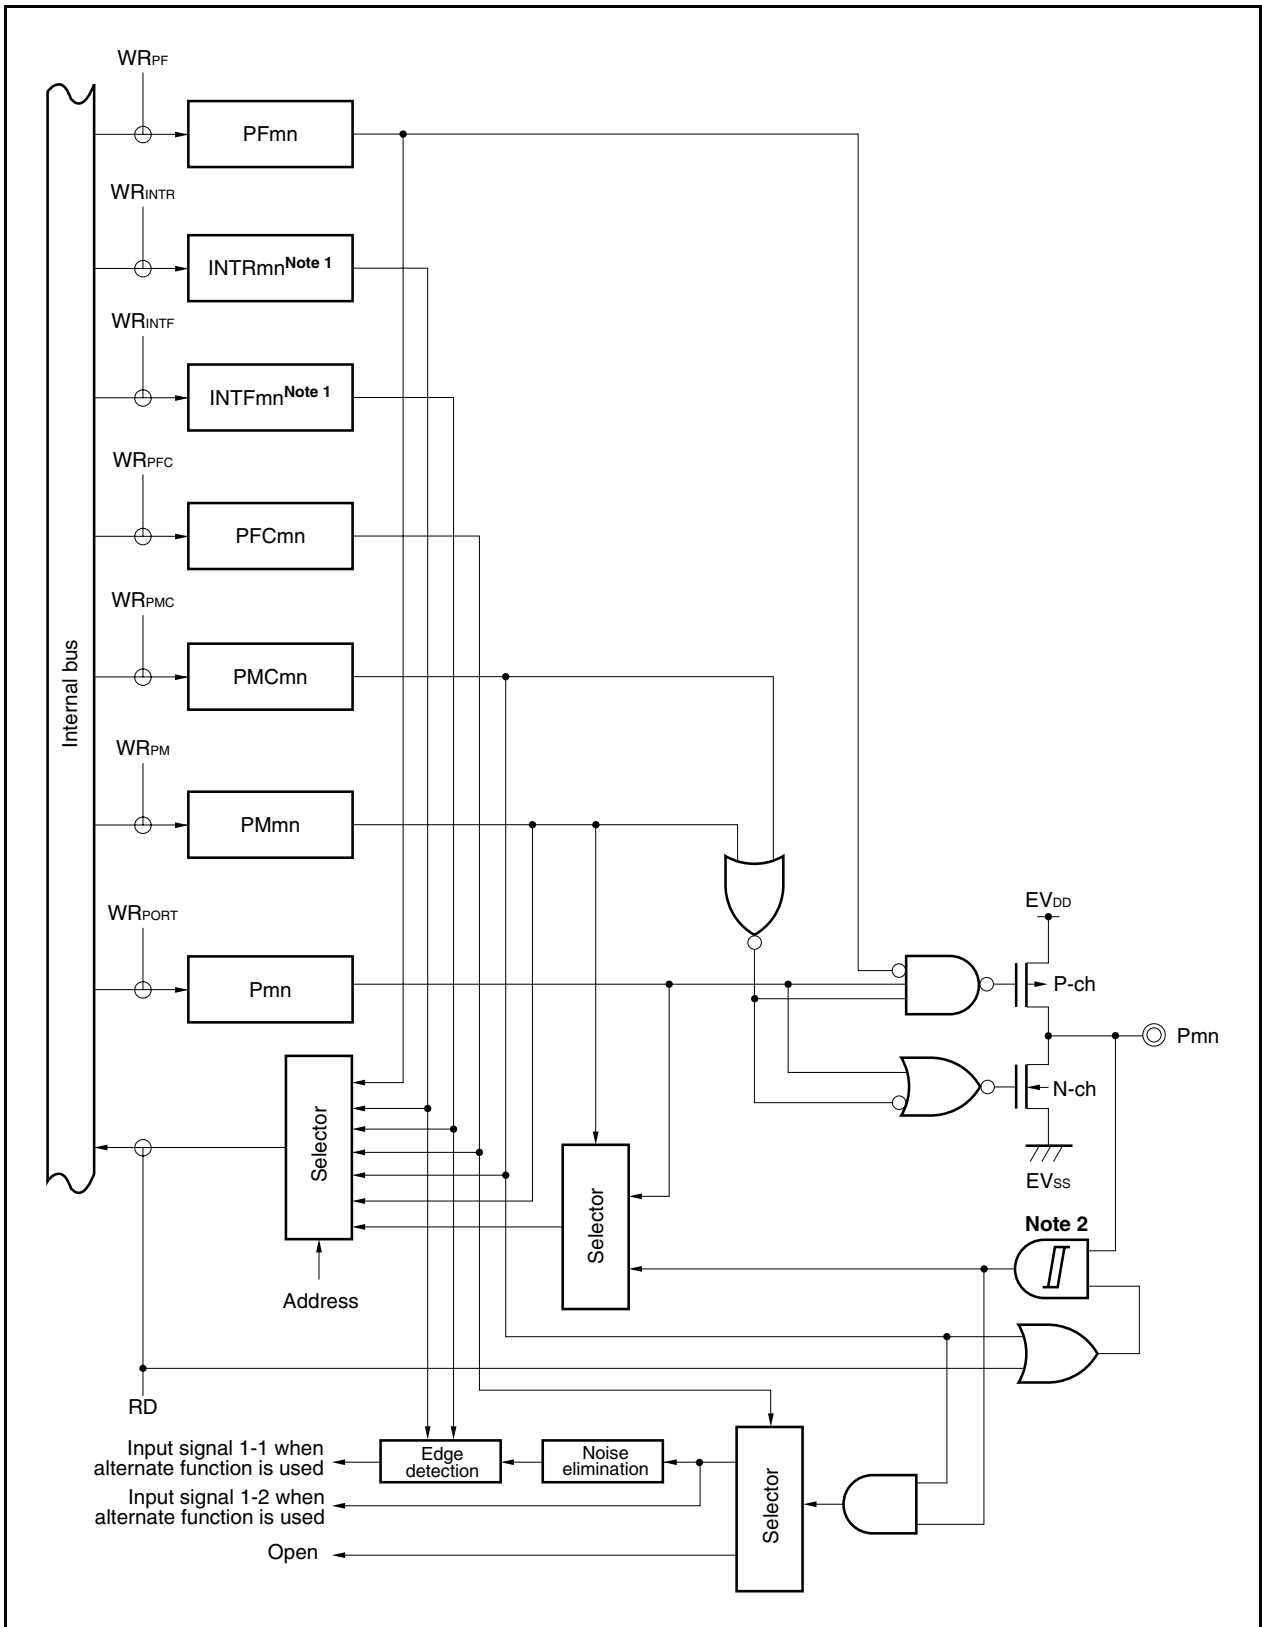 WRPF
PFmn
WRINTR
INTRmnNote 1
WRINTF
INTFmnNote 1
WRPFC
PFCmn
WRPMC
PMCmn
Internal bus
WRPM
PMmn
WRPORT
Pmn
EVDD
P-ch
Pmn
N-ch
EVSS
Selector
Selector
Note 2
Address
RD
Input signal 1-1 when
alternate function is used
Edge
detection
Noise
elimination
Selector
Input signal 1-2 when
alternate function is used
Open